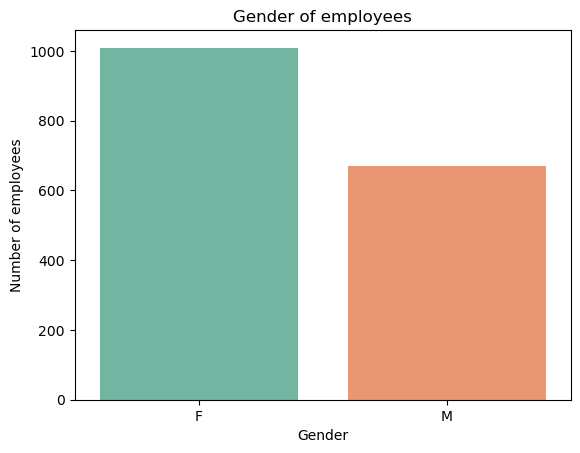 Gender of employees
1000
800
600
400
200
0
Number of employees
F
M
Gender